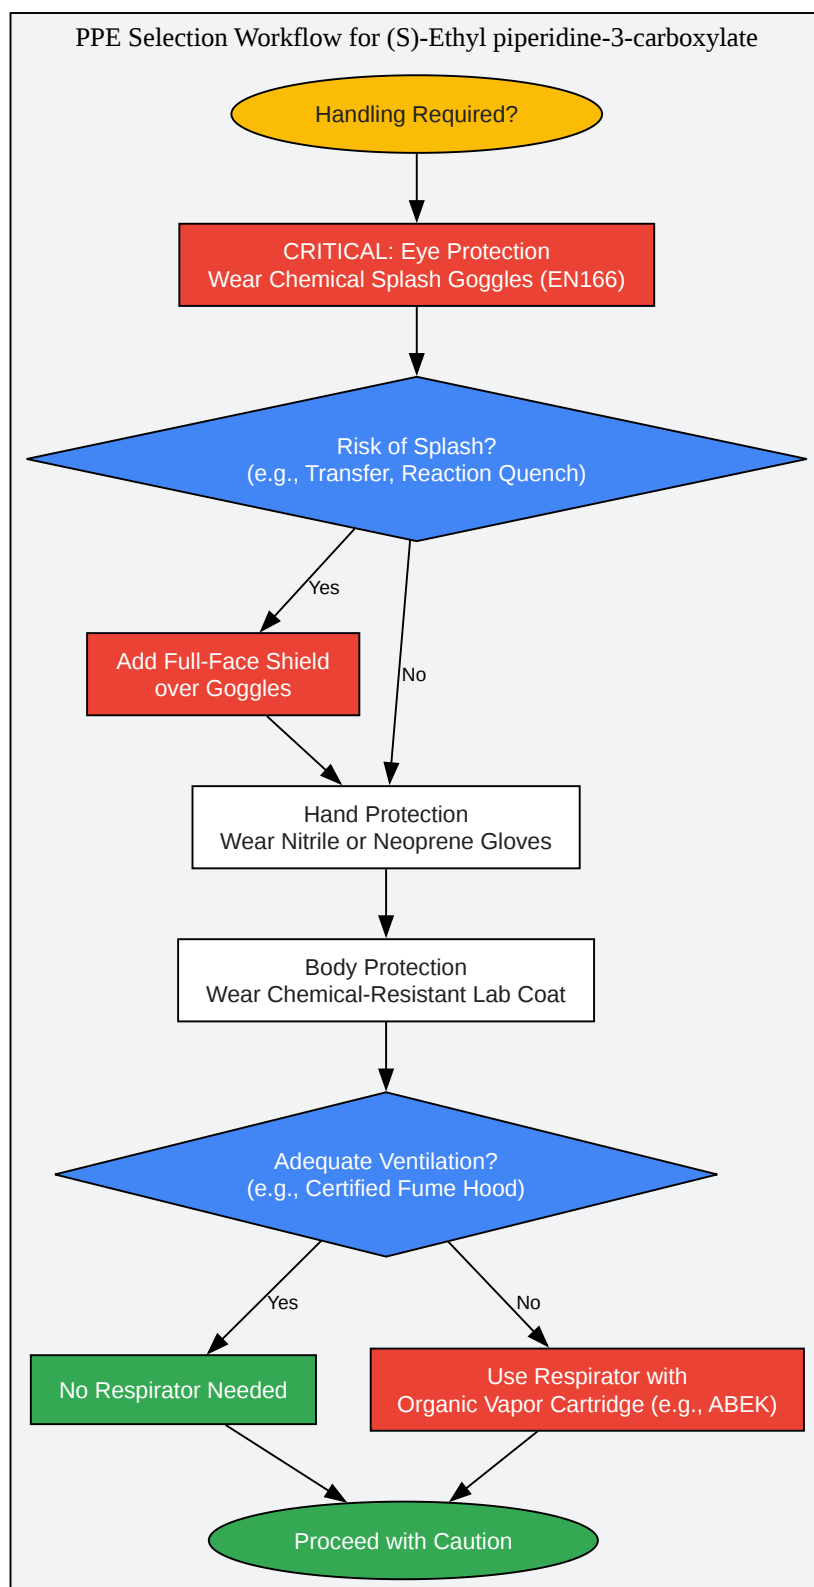 PPE Selection Workflow for (S)-Ethyl piperidine-3-carboxylate
Handling Required?
CRITICAL: Eye Protection
Wear Chemical Splash Goggles (EN166)
Risk of Splash?
(e.g., Transfer, Reaction Quench)
Yes
Add Full-Face Shield
over Goggles
No
Hand Protection
Wear Nitrile or Neoprene Gloves
Body Protection
Wear Chemical-Resistant Lab Coat
Adequate Ventilation?
(e.g., Certified Fume Hood)
Yes
No
No Respirator Needed
Use Respirator with
Organic Vapor Cartridge (e.g., ABEK)
Proceed with Caution